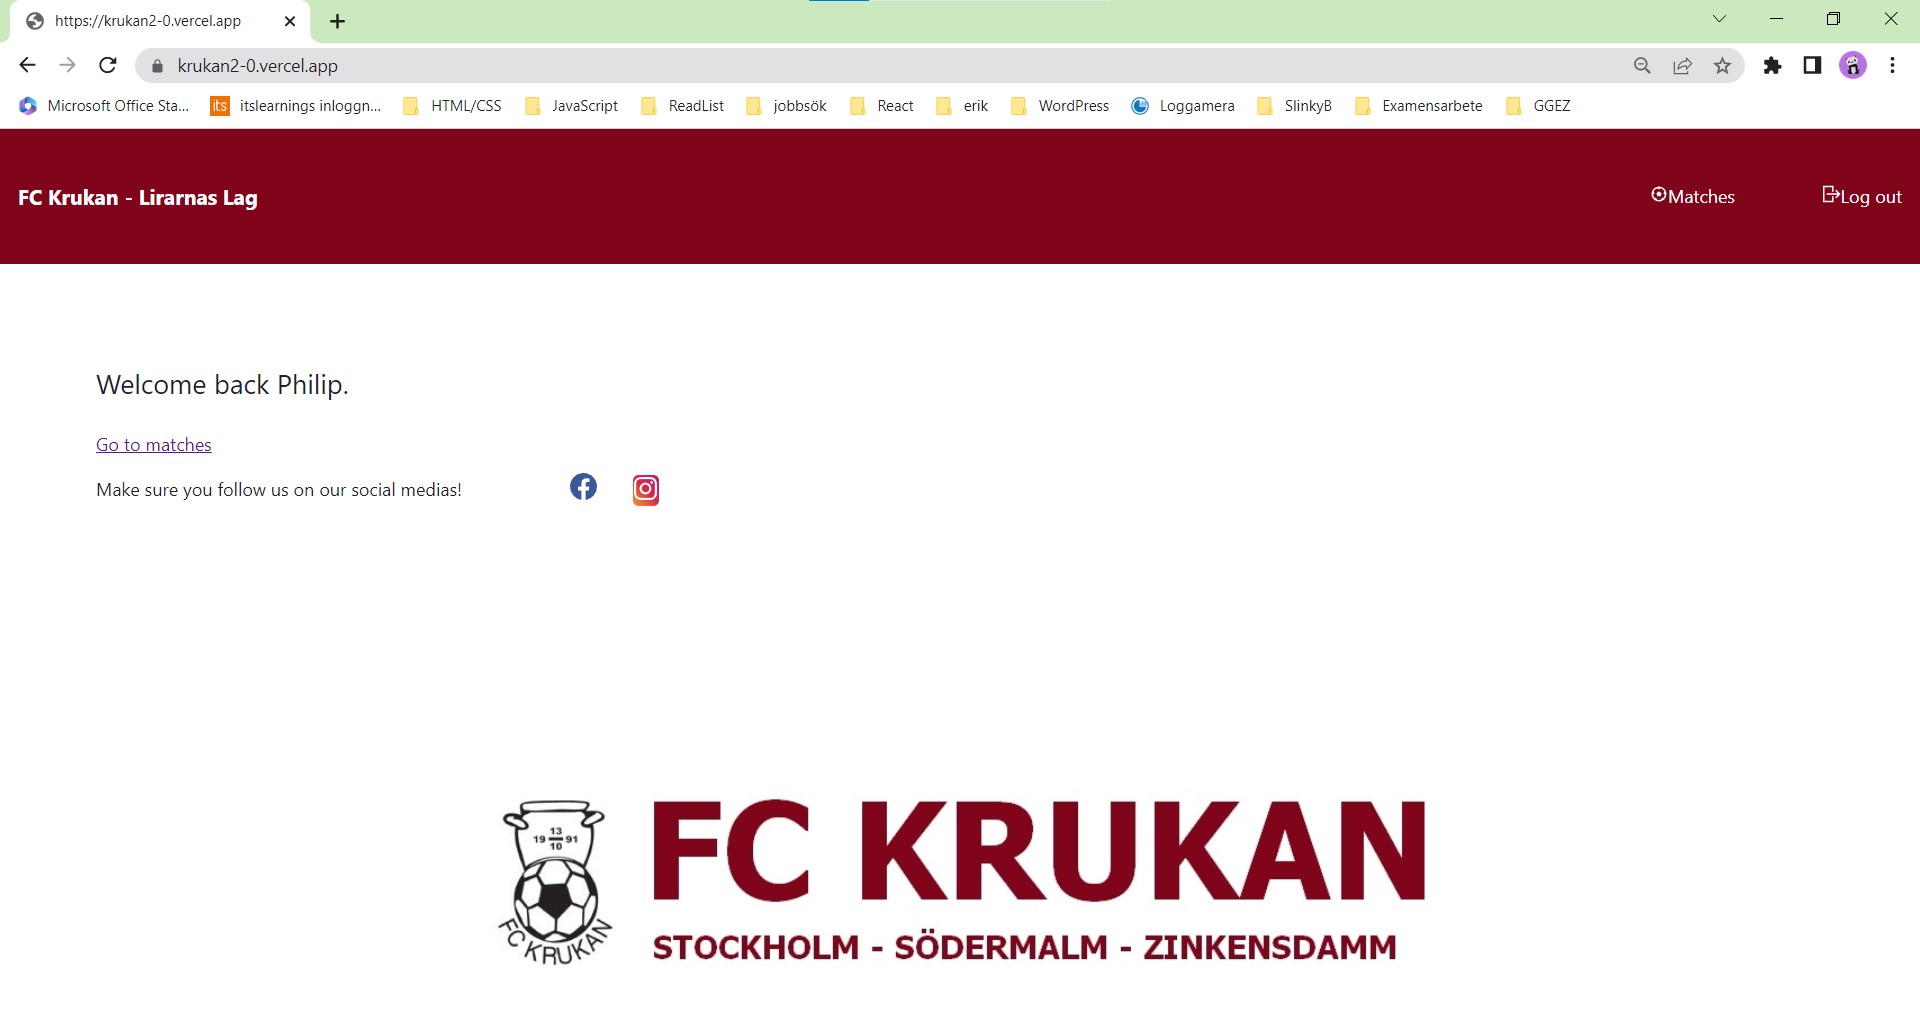 https://krukan2-0.vercel.app
krukan2-0.vercel.app
Microsoft Office Sta... its itslearnings inloggn... HTML/CSS JavaScript ReadList jobbsök React erik WordPress Loggamera SlinkyB Examensarbete GGEZ
FC Krukan - Lirarnas Lag Matches Log out
Welcome back Philip.
Go to matches
Make sure you follow us on our social medias!
13
19 91
10
FC KRUKAN
FC KRUKAN
STOCKHOLM - SÖDERMALM - ZINKENSDAMM